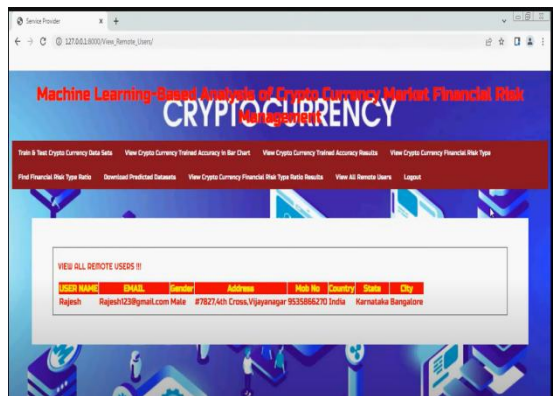 Service Provider
127.0.0.1:8000/View_Remote_Users/
Machine Learning-Based Analysis of Crypto Currency Market Financial Risk
Management
CRYPTOCURRENCY
Train & Test Crypto Currency Data Sets View Crypto Currency Trained Accuracy in Bar Chart View Crypto Currency Trained Accuracy Results View Crypto Currency Financial Risk Type
Find Financial Risk Type Ratio Download Predicted Datasets View Crypto Currency Financial Risk Type Ratio Results View All Remote Users Logout
VIEW ALL REMOTE USERS !!!
USER NAME EMAIL Gender Address Mob No Country State City
Rajesh Rajesh123@gmail.com Male #7827,4th Cross,Vijayanagar 9535866270 India Karnataka Bangalore